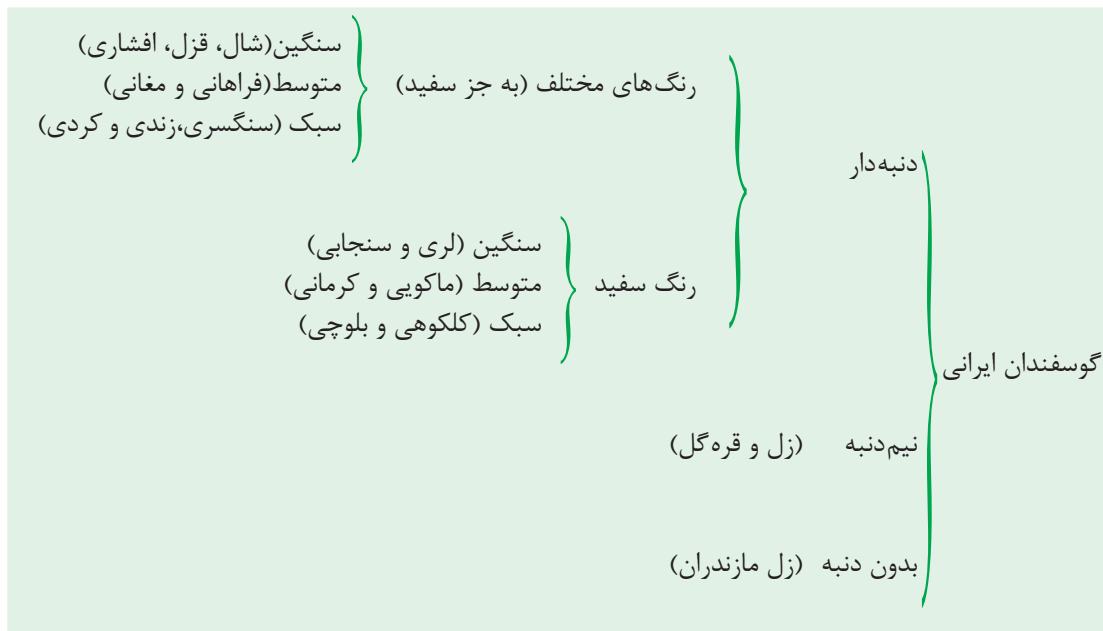 گوسفندان ایرانی
دنبه‌دار
رنگ‌های مختلف (به جز سفید)
سنگین(شال، قزل، افشاری)
متوسط(فراهانی و مغانی)
سبک (سنگسری،زندی و کردی)
رنگ سفید
سنگین (لری و سنجابی)
متوسط (ماکویی و کرمانی)
سبک (کلکوهی و بلوچی)
نیم‌دنبه (زل و قره‌گل)
بدون دنبه (زل مازندران)